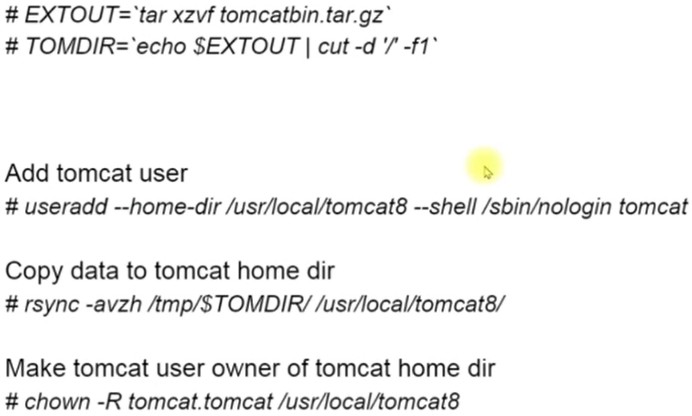 # EXTOUT=`tar xzvf tomcatbin.tar.gz`
# TOMDIR=`echo $EXTOUT | cut -d '/' -f1`
Add tomcat user
# useradd --home-dir /usr/local/tomcat8 --shell /sbin/nologin tomcat
Copy data to tomcat home dir
# rsync -avzh /tmp/$TOMDIR/ /usr/local/tomcat8/
Make tomcat user owner of tomcat home dir
# chown -R tomcat.tomcat /usr/local/tomcat8